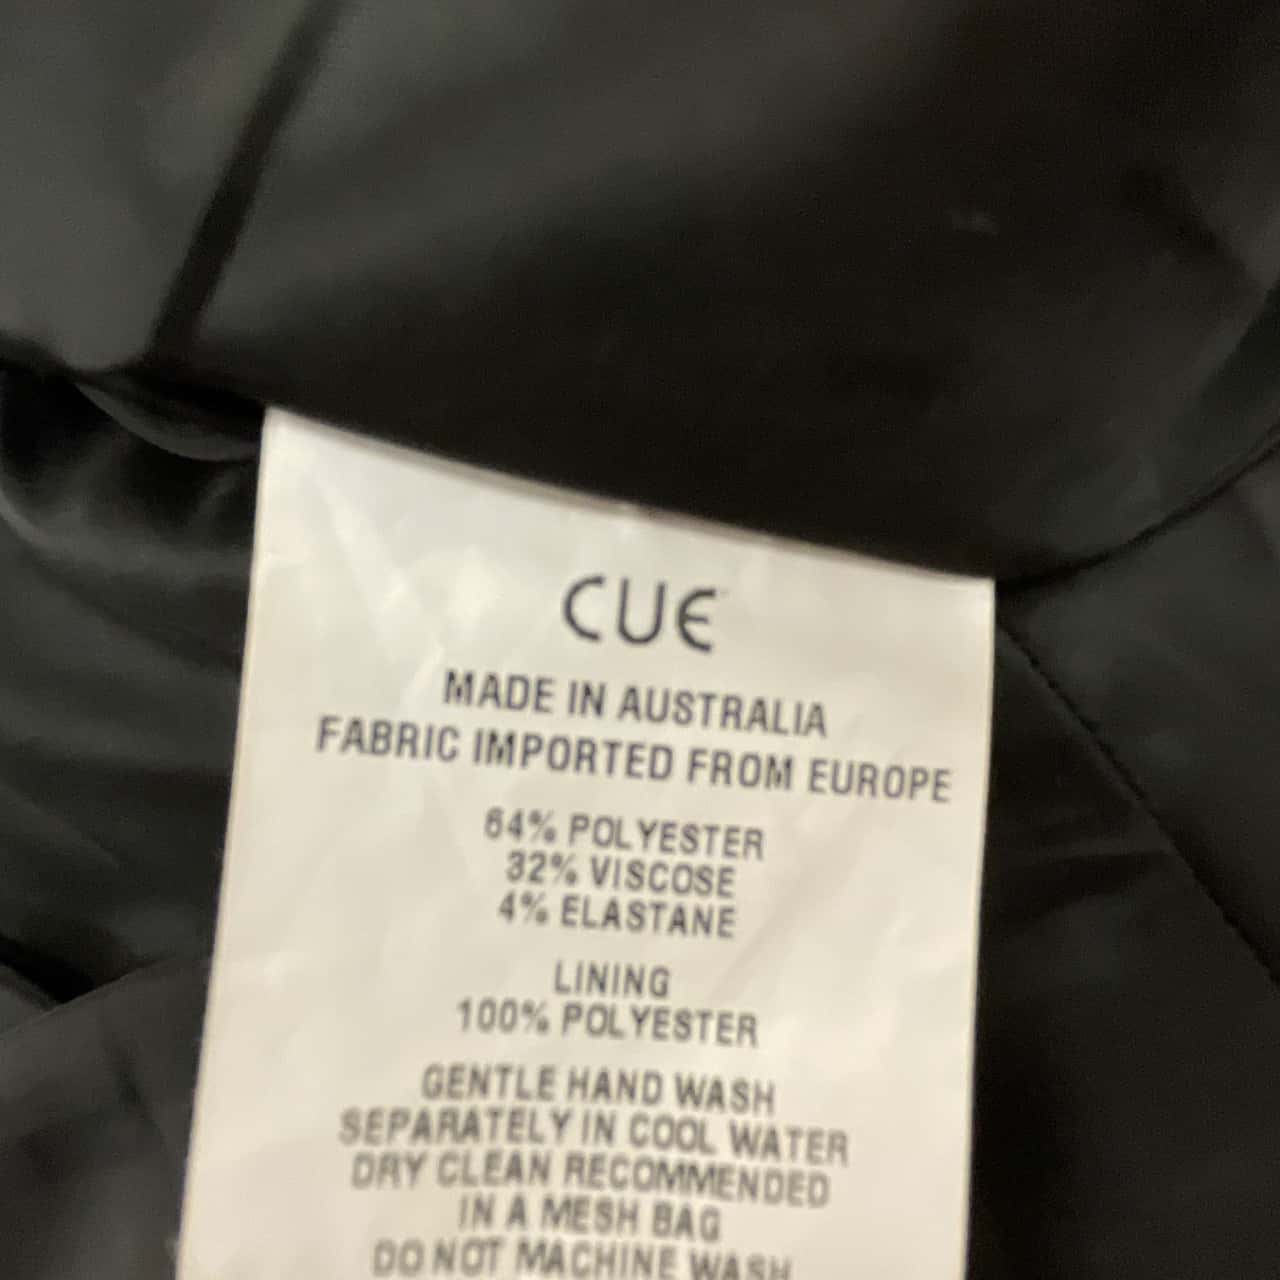 CUE
MADE IN AUSTRALIA
FABRIC IMPORTED FROM EUROPE
64% POLYESTER
32% VISCOSE
4% ELASTANE
LINING
100% POLYESTER
GENTLE HAND WASH
SEPARATELY IN COOL WATER
DRY CLEAN RECOMMENDED
IN A MESH BAG
DO NOT MACHINE WASH